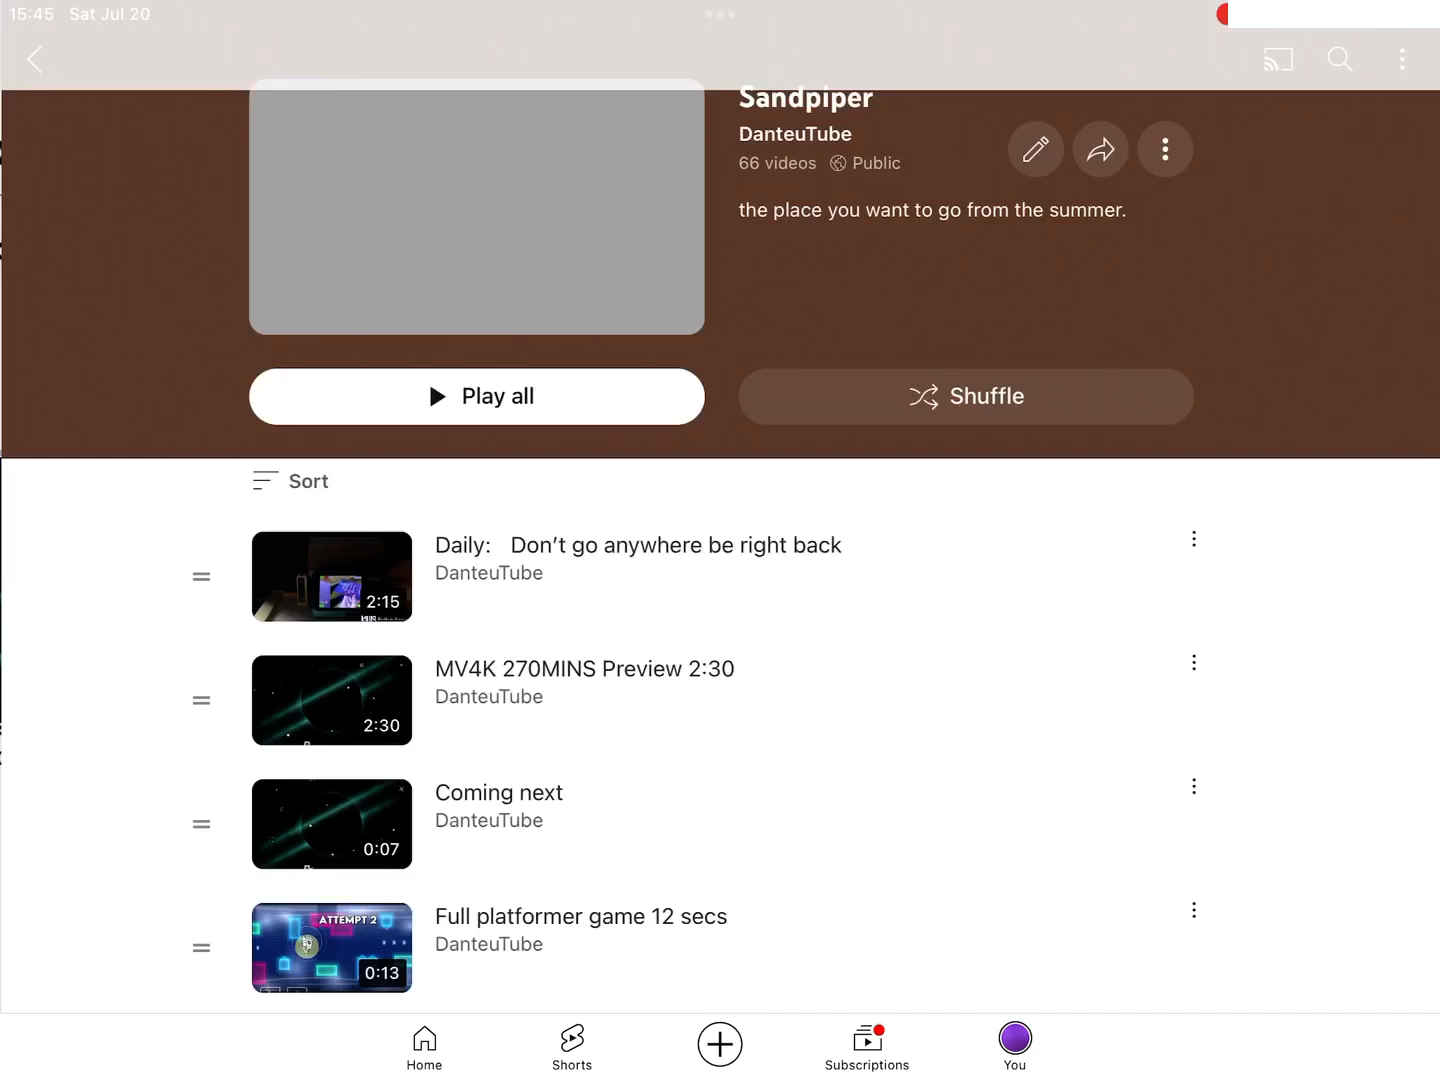 15:45 Sat Jul 20
Sandpiper
DanteuTube
66 videos Public
the place you want to go from the summer.
Play all
Shuffle
Sort
Daily: Don’t go anywhere be right back
DanteuTube
2:15
MV4K 270MINS Preview 2:30
DanteuTube
2:30
Coming next
DanteuTube
0:07
ATTEMPT 2
Full platformer game 12 secs
DanteuTube
0:13
Home
Shorts
Subscriptions
You